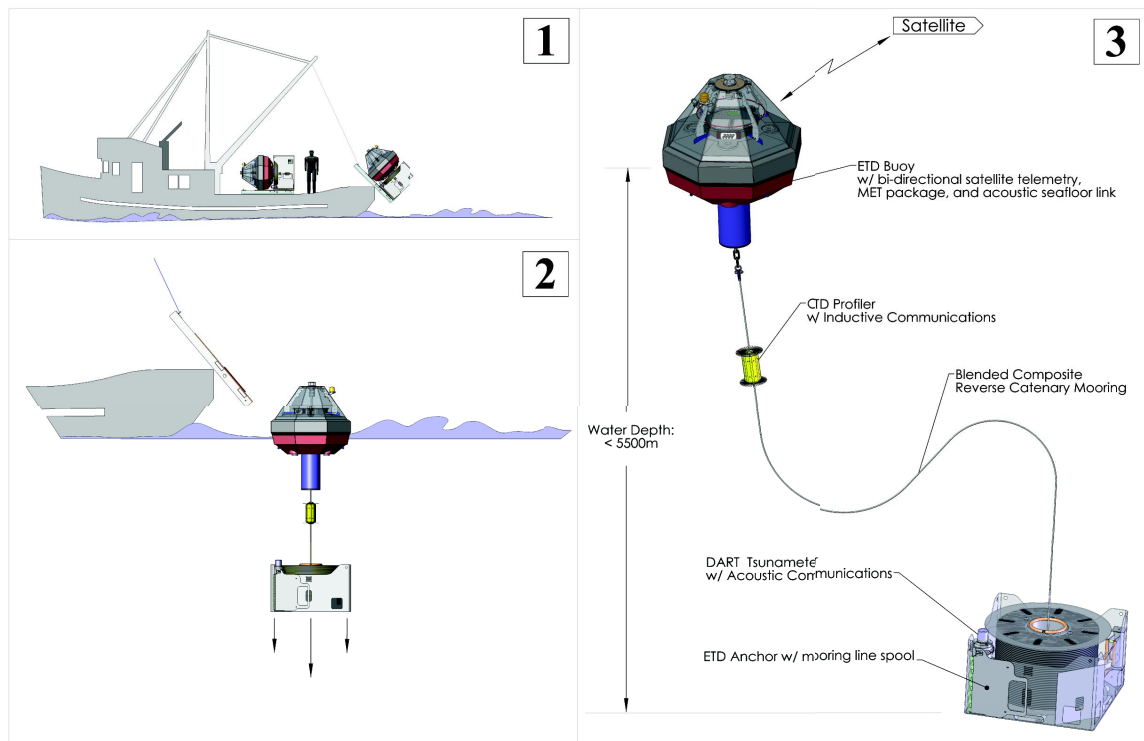 1
2
3
Satellite
ETD Buoy
w/ bi-directional satellite telemetry,
MET package, and acoustic seafloor link
CTD Profiler
w/ Inductive Communications
Blended Composite
Reverse Catenary Mooring
Water Depth:
< 5500m
DART Tsunamete
w/ Acoustic Communications
ETD Anchor w/ mooring line spool